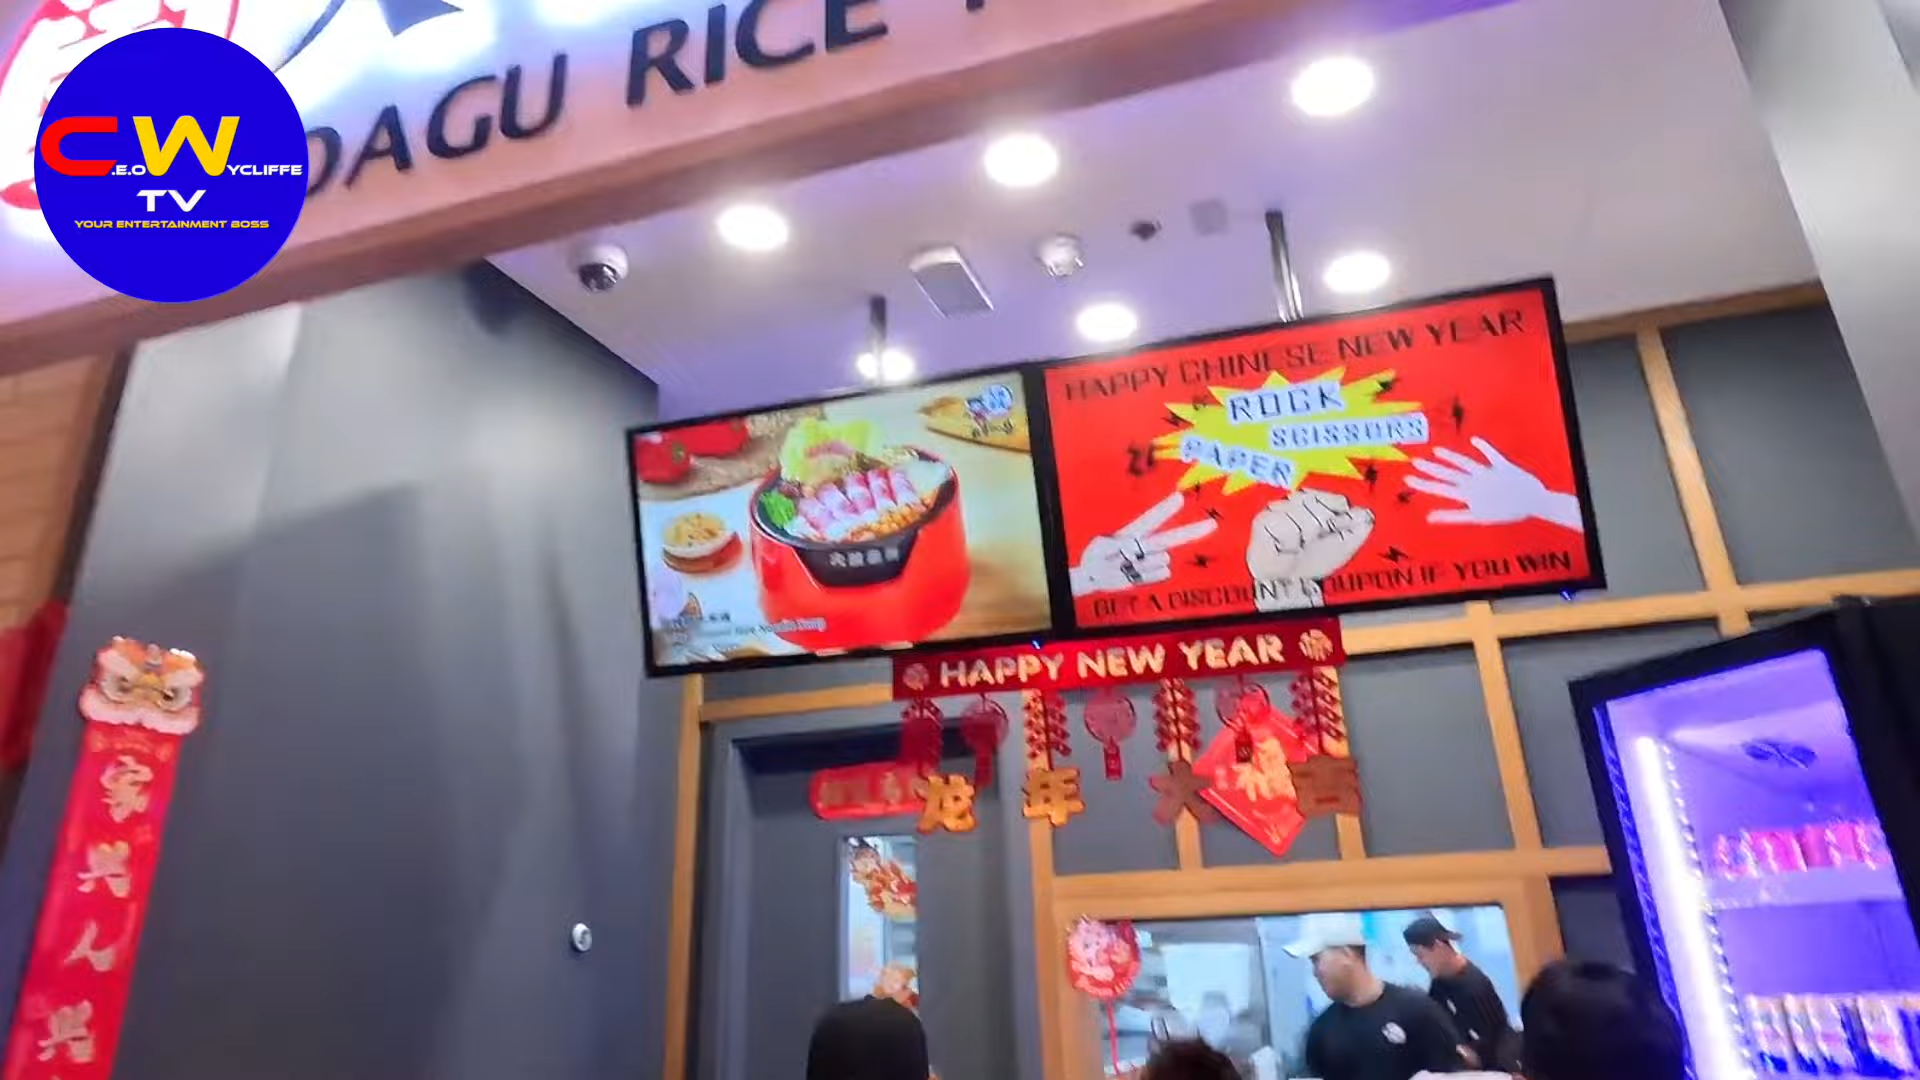 DAGU RICE
C.E.O WYCLIFFE
TV
YOUR ENTERTAINMENT BOSS
HAPPY CHINESE NEW YEAR
ROCK
SCISSORS
PAPER
GET A DISCOUNT COUPON IF YOU WIN
HAPPY NEW YEAR
龙年大吉
福
家兴人兴